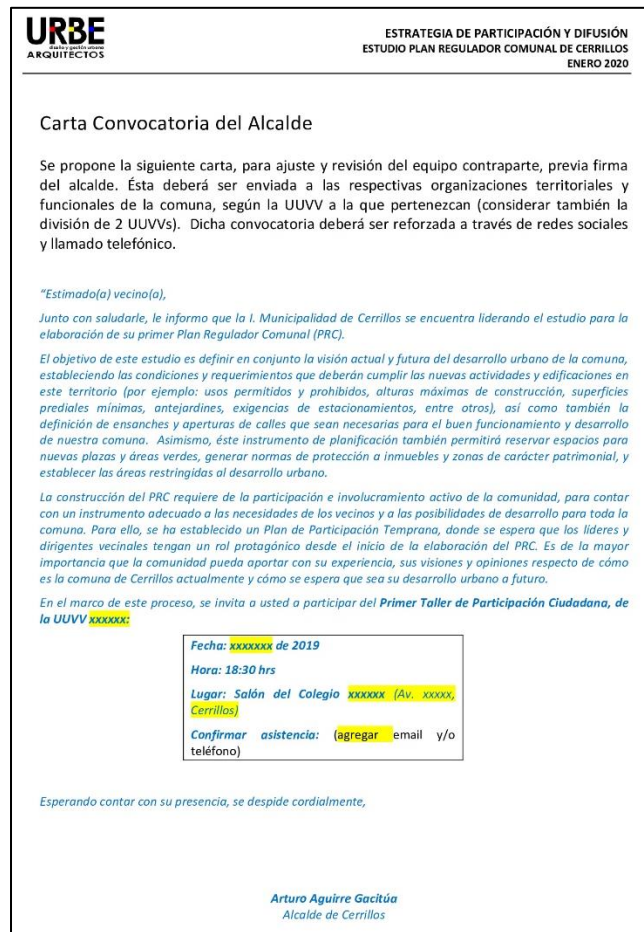 URBE
diseño y gestión urbana
ARQUITECTOS
ESTRATEGIA DE PARTICIPACIÓN Y DIFUSIÓN
ESTUDIO PLAN REGULADOR COMUNAL DE CERRILLOS
ENERO 2020
Carta Convocatoria del Alcalde
Se propone la siguiente carta, para ajuste y revisión del equipo contraparte, previa firma
del alcalde. Ésta deberá ser enviada a las respectivas organizaciones territoriales y
funcionales de la comuna, según la UUVV a la que pertenezcan (considerar también la
división de 2 UUVVs). Dicha convocatoria deberá ser reforzada a través de redes sociales
y llamado telefónico.
"Estimado(a) vecino(a),
Junto con saludarle, le informo que la I. Municipalidad de Cerrillos se encuentra liderando el estudio para la
elaboración de su primer Plan Regulador Comunal (PRC).
El objetivo de este estudio es definir en conjunto la visión actual y futura del desarrollo urbano de la comuna,
estableciendo las condiciones y requerimientos que deberán cumplir las nuevas actividades y edificaciones en
este territorio (por ejemplo: usos permitidos y prohibidos, alturas máximas de construcción, superficies
prediales mínimas, antejardines, exigencias de estacionamientos, entre otros), así como también la
definición de ensanches y aperturas de calles que sean necesarias para el buen funcionamiento y desarrollo
de nuestra comuna. Asimismo, éste instrumento de planificación también permitirá reservar espacios para
nuevas plazas y áreas verdes, generar normas de protección a inmuebles y zonas de carácter patrimonial, y
establecer las áreas restringidas al desarrollo urbano.
La construcción del PRC requiere de la participación e involucramiento activo de la comunidad, para contar
con un instrumento adecuado a las necesidades de los vecinos y a las posibilidades de desarrollo para toda la
comuna. Para ello, se ha establecido un Plan de Participación Temprana, donde se espera que los líderes y
dirigentes vecinales tengan un rol protagónico desde el inicio de la elaboración del PRC. Es de la mayor
importancia que la comunidad pueda aportar con su experiencia, sus visiones y opiniones respecto de cómo
es la comuna de Cerrillos actualmente y cómo se espera que sea su desarrollo urbano a futuro.
En el marco de este proceso, se invita a usted a participar del Primer Taller de Participación Ciudadana, de
la UUVV xxxxxx:
Fecha: xxxxxxx de 2019
Hora: 18:30 hrs
Lugar: Salón del Colegio xxxxxx (Av. xxxxx,
Cerrillos)
Confirmar asistencia: (agregar email y/o
teléfono)
Esperando contar con su presencia, se despide cordialmente,
Arturo Aguirre Gacitúa
Alcalde de Cerrillos